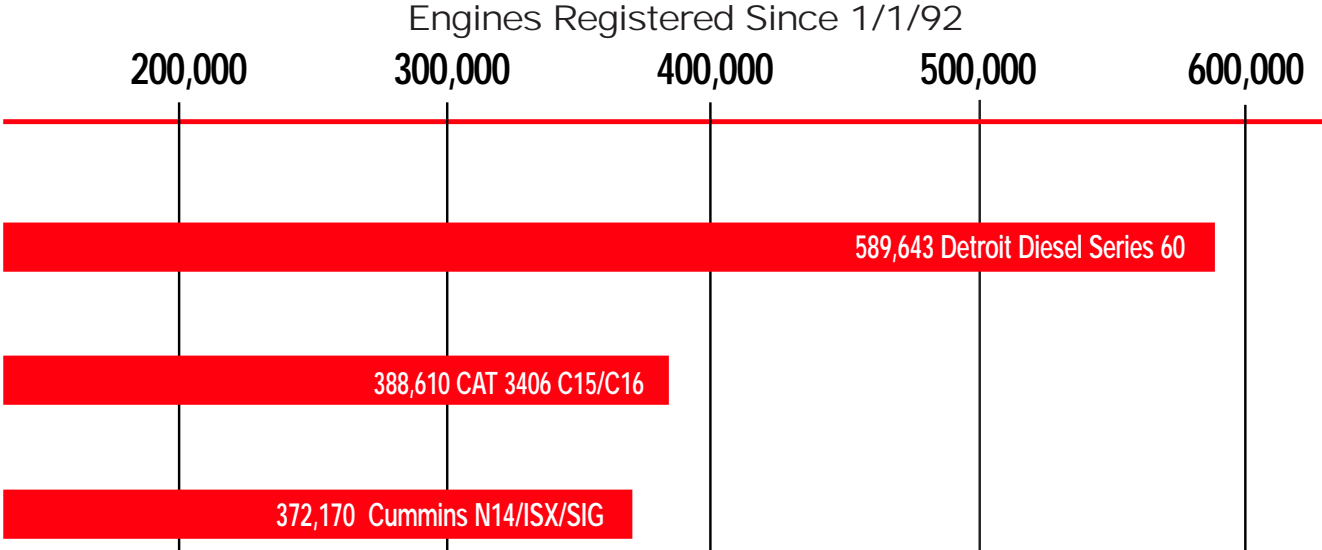 Engines Registered Since 1/1/92
200,000 300,000 400,000 500,000 600,000
589,643 Detroit Diesel Series 60
388,610 CAT 3406 C15/C16
372,170 Cummins N14/ISX/SIG